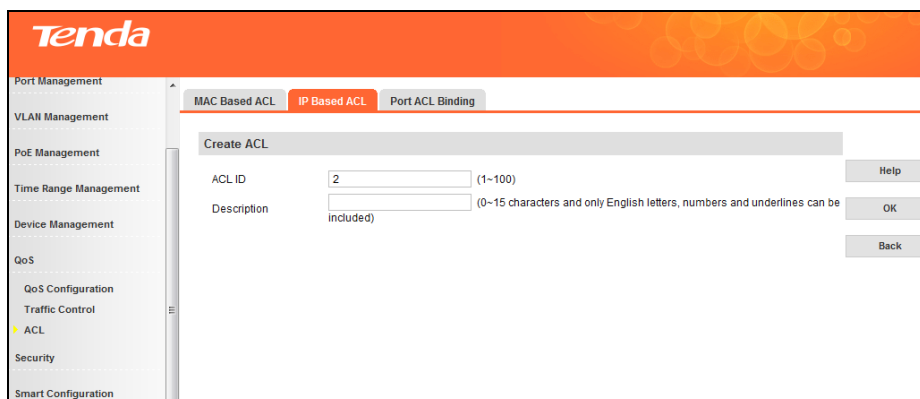 Tenda
Port Management
VLAN Management
PoE Management
Time Range Management
Device Management
QoS
QoS Configuration
Traffic Control
ACL
Security
Smart Configuration
MAC Based ACL
IP Based ACL
Port ACL Binding
Create ACL
ACL ID 2 (1~100)
Description (0~15 characters and only English letters, numbers and underlines can be
included)
Help
OK
Back